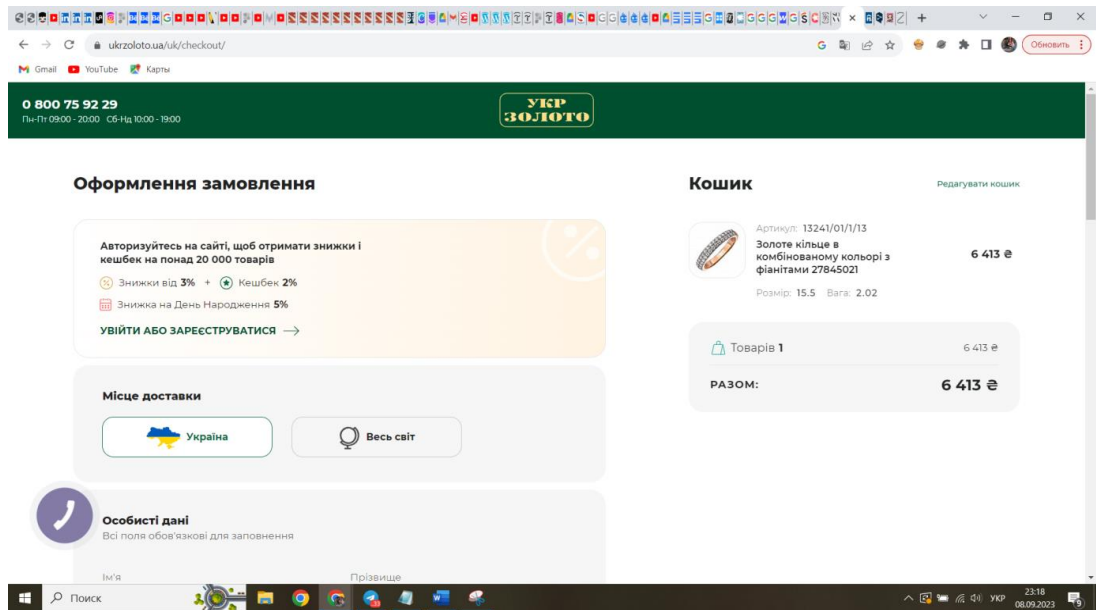 ukrzoloto.ua/uk/checkout/
Обновить
Gmail YouTube Карты
0 800 75 92 29
Пн-Пт 09:00 - 20:00 Сб-Нд 10:00 - 19:00
УКР
ЗОЛОТО
Оформлення замовлення
Авторизуйтесь на сайті, щоб отримати знижки і
кешбек на понад 20 000 товарів
Знижки від 3% + Кешбек 2%
Знижка на День Народження 5%
УВІЙТИ АБО ЗАРЕЄСТРУВАТИСЯ
Місце доставки
Україна
Весь світ
Особисті дані
Всі поля обов'язкові для заповнення
Ім'я
Прізвище
Кошик
Редагувати кошик
Артикул: 13241/01/1/13
Золоте кільце в
комбінованому кольорі з
фіанітами 27845021
6 413 ₴
Розмір: 15.5 Вага: 2.02
Товарів 1
6 413 ₴
РАЗОМ:
6 413 ₴
Поиск
УКР
23:18
08.09.2023